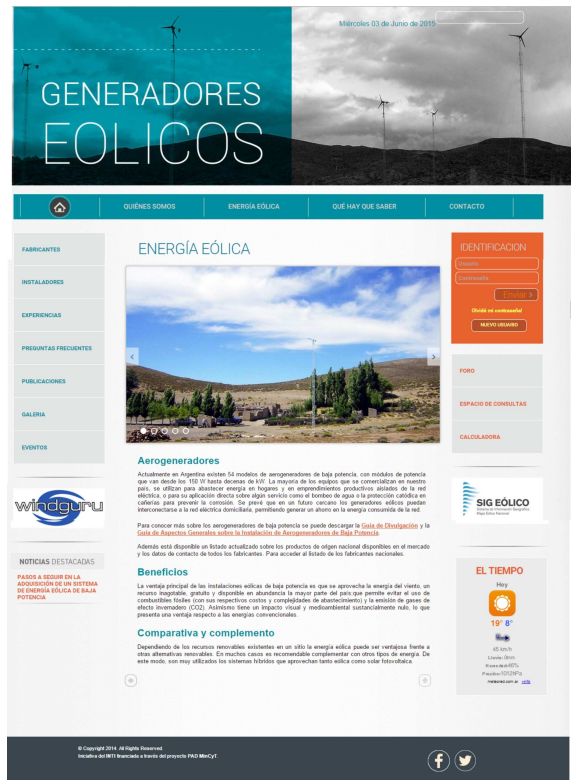 Miércoles 03 de Junio de 2015
GENERADORES
EOLICOS
QUIÉNES SOMOS
ENERGÍA EÓLICA
QUÉ HAY QUE SABER
CONTACTO
FABRICANTES
INSTALADORES
EXPERIENCIAS
PREGUNTAS FRECUENTES
PUBLICACIONES
GALERIA
EVENTOS
windguru
NOTICIAS DESTACADAS
PASOS A SEGUIR EN LA
ADQUISICIÓN DE UN SISTEMA
DE ENERGÍA EÓLICA DE BAJA
POTENCIA
ENERGÍA EÓLICA
Aerogeneradores
Actualmente en Argentina existen 54 modelos de aerogeneradores de baja potencia, con módulos de potencia
que van desde los 150 W hasta decenas de kW. La mayoría de los equipos que se comercializan en nuestro
país, se utilizan para abastecer energía en hogares y en emprendimientos productivos aislados de la red
eléctrica, o para su aplicación directa sobre algún servicio como el bombeo de agua o la protección catódica en
cañerías para prevenir la corrosión. Se prevé que en un futuro cercano los generadores eólicos puedan
interconectarse a la red eléctrica domiciliaria, permitiendo generar un ahorro en la energía consumida de la red.
Para conocer más sobre los aerogeneradores de baja potencia se puede descargar la Guía de Divulgación y la
Guía de Aspectos Generales sobre la Instalación de Aerogeneradores de Baja Potencia.
Además está disponible un listado actualizado sobre los productos de origen nacional disponibles en el mercado
y los datos de contacto de todos los fabricantes. Para acceder al listado de los fabricantes nacionales.
Beneficios
La ventaja principal de las instalaciones eólicas de baja potencia es que se aprovecha la energía del viento, un
recurso inagotable, gratuito y disponible en abundancia la mayor parte del país,que permite evitar el uso de
combustibles fósiles (con sus respectivos costos y complejidades de abastecimiento) y la emisión de gases de
efecto invernadero (CO2). Asimismo tiene un impacto visual y medioambiental sustancialmente nulo, lo que
presenta una ventaja respecto a las energías convencionales.
Comparativa y complemento
Dependiendo de los recursos renovables existentes en un sitio la energía eólica puede ser ventajosa frente a
otras alternativas renovables. En muchos casos es recomendable complementar con otros tipos de energía. De
este modo, son muy utilizados los sistemas híbridos que aprovechan tanto eólica como solar fotovoltaica.
IDENTIFICACION
Usuario
Contraseña
Enviar
Olvidé mi contraseña!
NUEVO USUARIO
FORO
ESPACIO DE CONSULTAS
CALCULADORA
SIG EÓLICO
Sistema de Información Geográfico
Mapa Eólico Nacional
EL TIEMPO
Hoy
19° 8°
45 km/h
Lluvia: 0mm
Humedad:46%
Presión:1012hPa
meteored.com.ar +info
© Copyright 2014. All Rights Reserved.
Iniciativa del INTI financiada a través del proyecto PAD MinCyT.